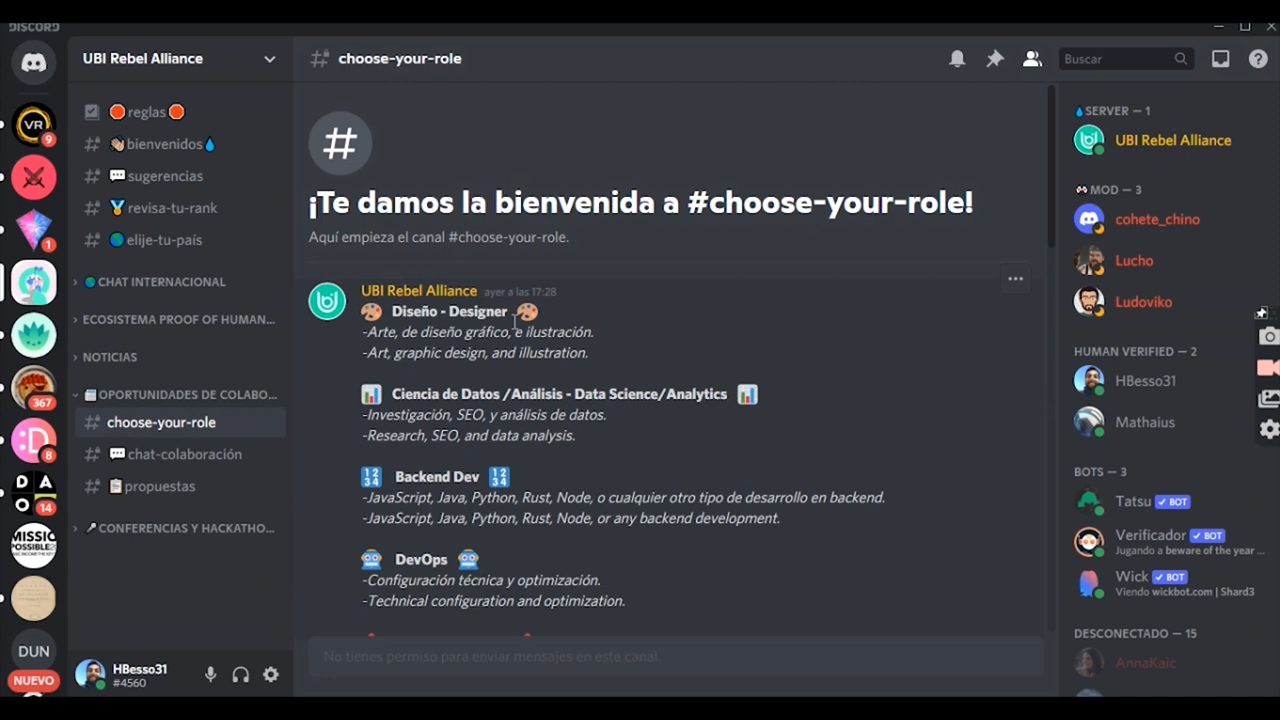 DISCORD
UBI Rebel Alliance
choose-your-role
Buscar
reglas
bienvenidos
sugerencias
revisa-tu-rank
elije-tu-país
CHAT INTERNACIONAL
ECOSISTEMA PROOF OF HUMAN...
NOTICIAS
OPORTUNIDADES DE COLABO...
choose-your-role
chat-colaboración
propuestas
CONFERENCIAS Y HACKATHO...
VR
9
1
367
8
D A
O
14
MISSIC
POSSIBLE
DUN
NUEVO
HBesso31
#4560
¡Te damos la bienvenida a #choose-your-role!
Aquí empieza el canal #choose-your-role.
UBI Rebel Alliance ayer a las 17:28
Diseño - Designer
-Arte, de diseño gráfico, e ilustración.
-Art, graphic design, and illustration.
Ciencia de Datos /Análisis - Data Science/Analytics
-Investigación, SEO, y análisis de datos.
-Research, SEO, and data analysis.
Backend Dev
-JavaScript, Java, Python, Rust, Node, o cualquier otro tipo de desarrollo en backend.
-JavaScript, Java, Python, Rust, Node, or any backend development.
DevOps
-Configuración técnica y optimización.
-Technical configuration and optimization.
No tienes permiso para enviar mensajes en este canal.
SERVER — 1
UBI Rebel Alliance
MOD — 3
cohete_chino
Lucho
Ludoviko
HUMAN VERIFIED — 2
HBesso31
Mathaius
BOTS — 3
Tatsu BOT
Verificador BOT
Jugando a beware of the year ...
Wick BOT
Viendo wickbot.com | Shard3
DESCONECTADO — 15
AnnaKaic